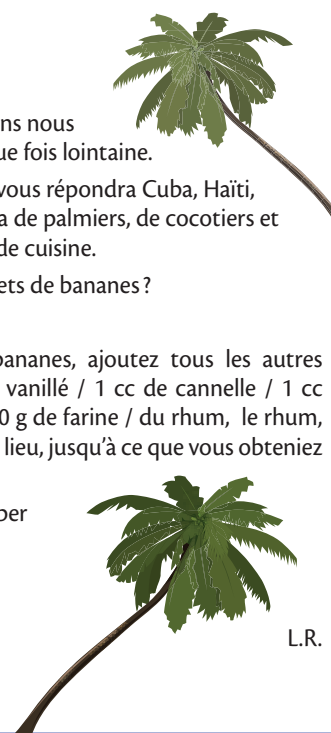 ns nous
ue fois lointaine.
vous répondra Cuba, Haïti,
a de palmiers, de cocotiers et
de cuisine.
ets de bananes ?
bananes, ajoutez tous les autres
vanillé / 1 cc de cannelle / 1 cc
0 g de farine / du rhum, le rhum,
lieu, jusqu'à ce que vous obteniez
per
L.R.